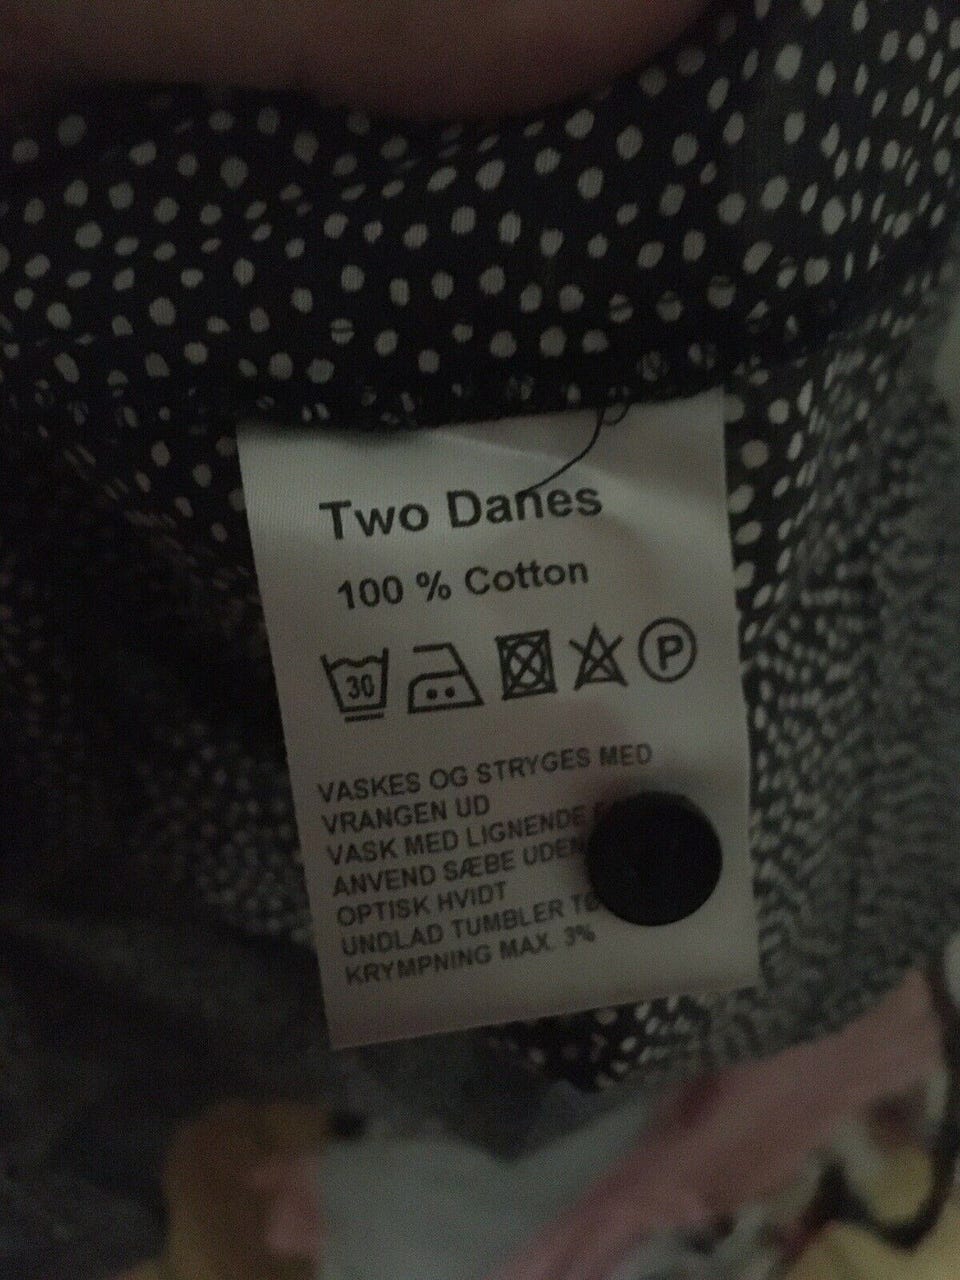 Two Danes
100 % Cotton
30 P
VASKES OG STRYGES MED
VRANGEN UD
VASK MED LIGNENDE
ANVEND SÆBE UDEN
OPTISK HVIDT
UNDLAD TUMBLER
KRYMPNING MAX. 3%